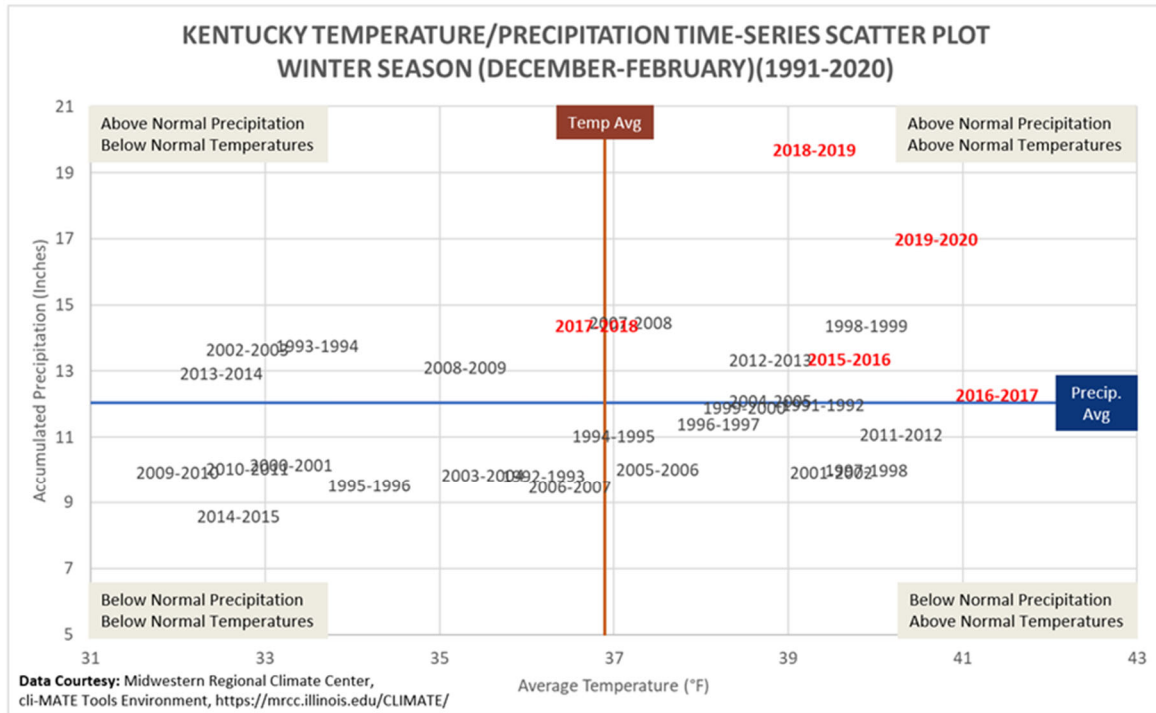 KENTUCKY TEMPERATURE/PRECIPITATION TIME-SERIES SCATTER PLOT
WINTER SEASON (DECEMBER-FEBRUARY)(1991-2020)
21
19
17
15
13
11
9
7
5
Accumulated Precipitation (Inches)
Above Normal Precipitation
Below Normal Temperatures
Temp Avg
Above Normal Precipitation
Above Normal Temperatures
2018-2019
2019-2020
2017-2018
2007-2008
1998-1999
2002-2003
1993-1994
2013-2014
2008-2009
2012-2013
2015-2016
2016-2017
Precip.
Avg
2004-2005
1999-2000
1991-1992
1996-1997
1994-1995
2011-2012
2009-2010
2010-2011
2000-2001
1995-1996
2003-2004
1992-1993
2006-2007
2005-2006
2001-2002
1997-1998
2014-2015
Below Normal Precipitation
Below Normal Temperatures
Below Normal Precipitation
Above Normal Temperatures
31
33
35
37
39
41
43
Average Temperature (°F)
Data Courtesy: Midwestern Regional Climate Center,
cli-MATE Tools Environment, https://mrcc.illinois.edu/CLIMATE/